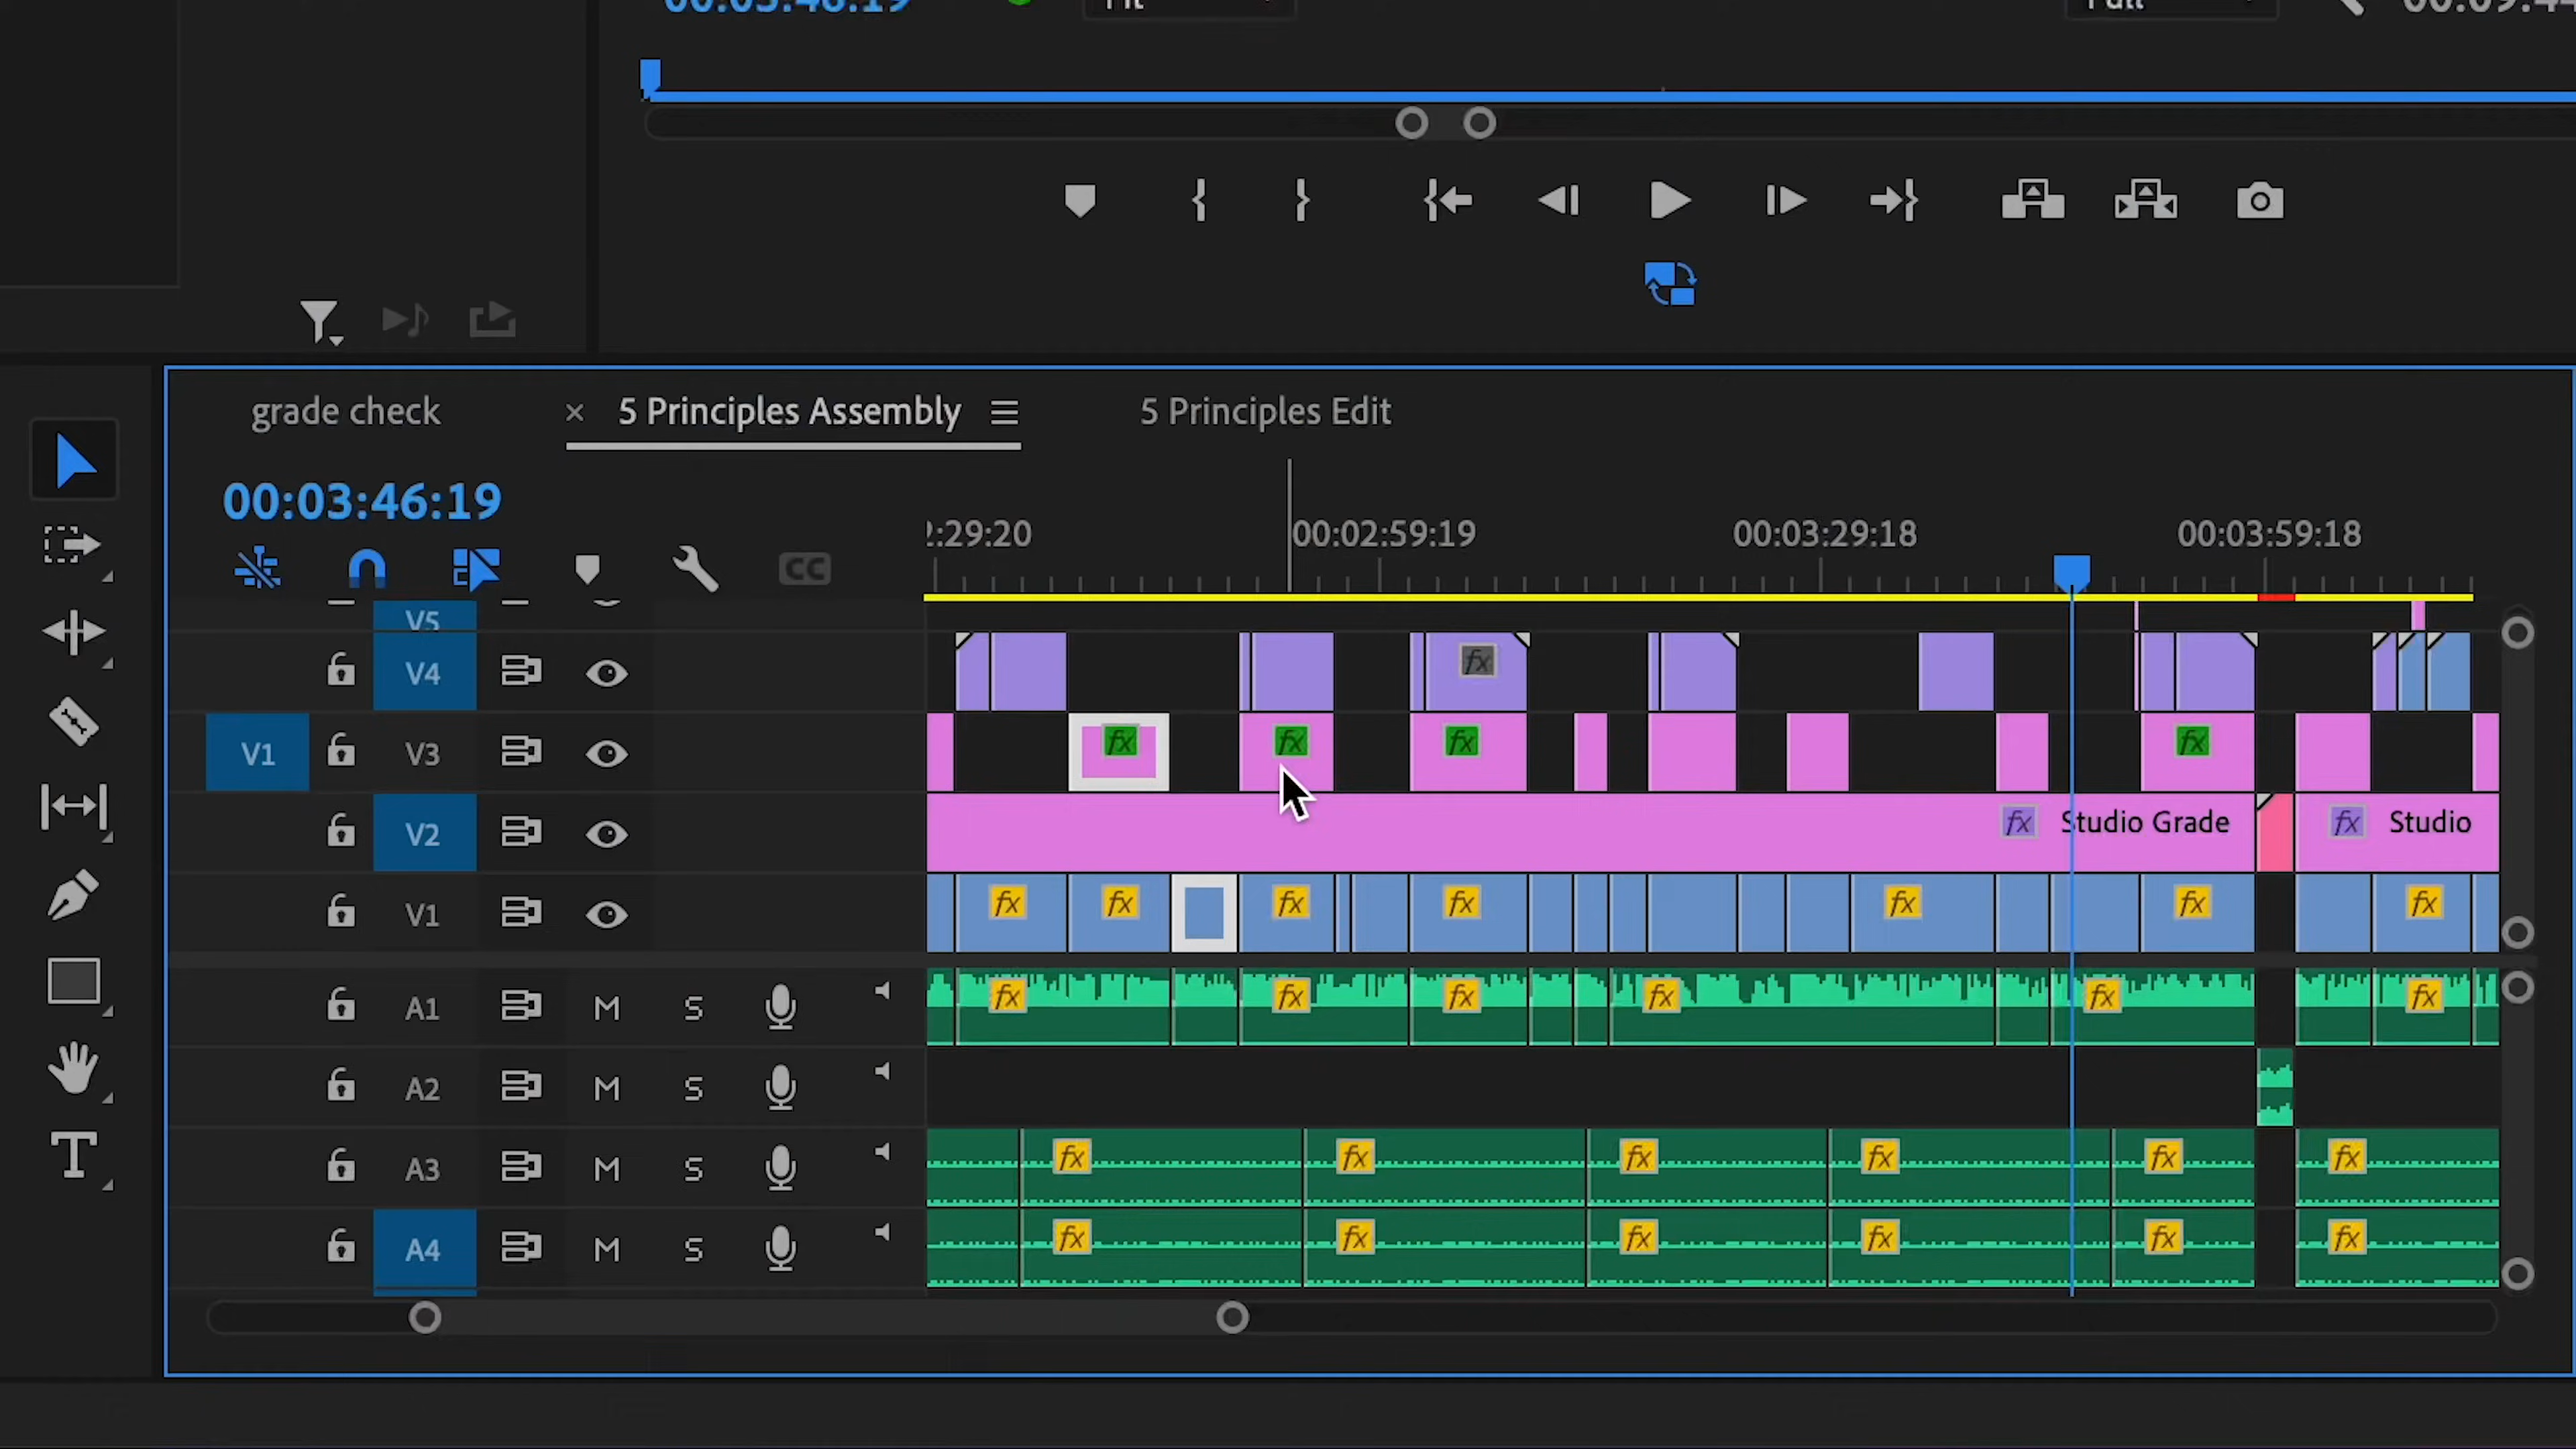 00:03:46:19
Fit
Full
grade check
× 5 Principles Assembly
5 Principles Edit
00:03:46:19
2:29:20
00:02:59:19
00:03:29:18
00:03:59:18
CC
V5
V4
fx
V1
V3
fx
fx
fx
fx
V2
fx Studio Grade
fx Studio
V1
fx
fx
fx
fx
fx
fx
fx
A1
M
S
fx
fx
fx
fx
fx
fx
A2
M
S
A3
M
S
fx
fx
fx
fx
fx
fx
A4
M
S
fx
fx
fx
fx
fx
fx
T